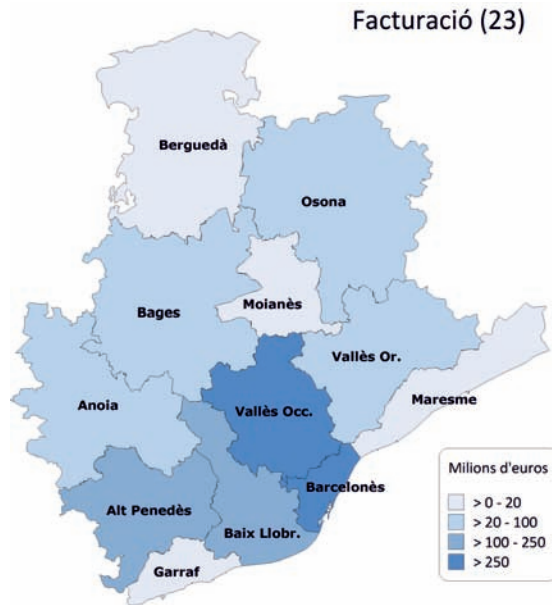 Facturació (23)
Berguedà
Osona
Bages
Moianès
Vallès Or.
Maresme
Anoia
Vallès Occ.
Barcelonès
Alt Penedès
Baix Llobr.
Garraf
Milions d'euros
> 0 - 20
> 20 - 100
> 100 - 250
> 250